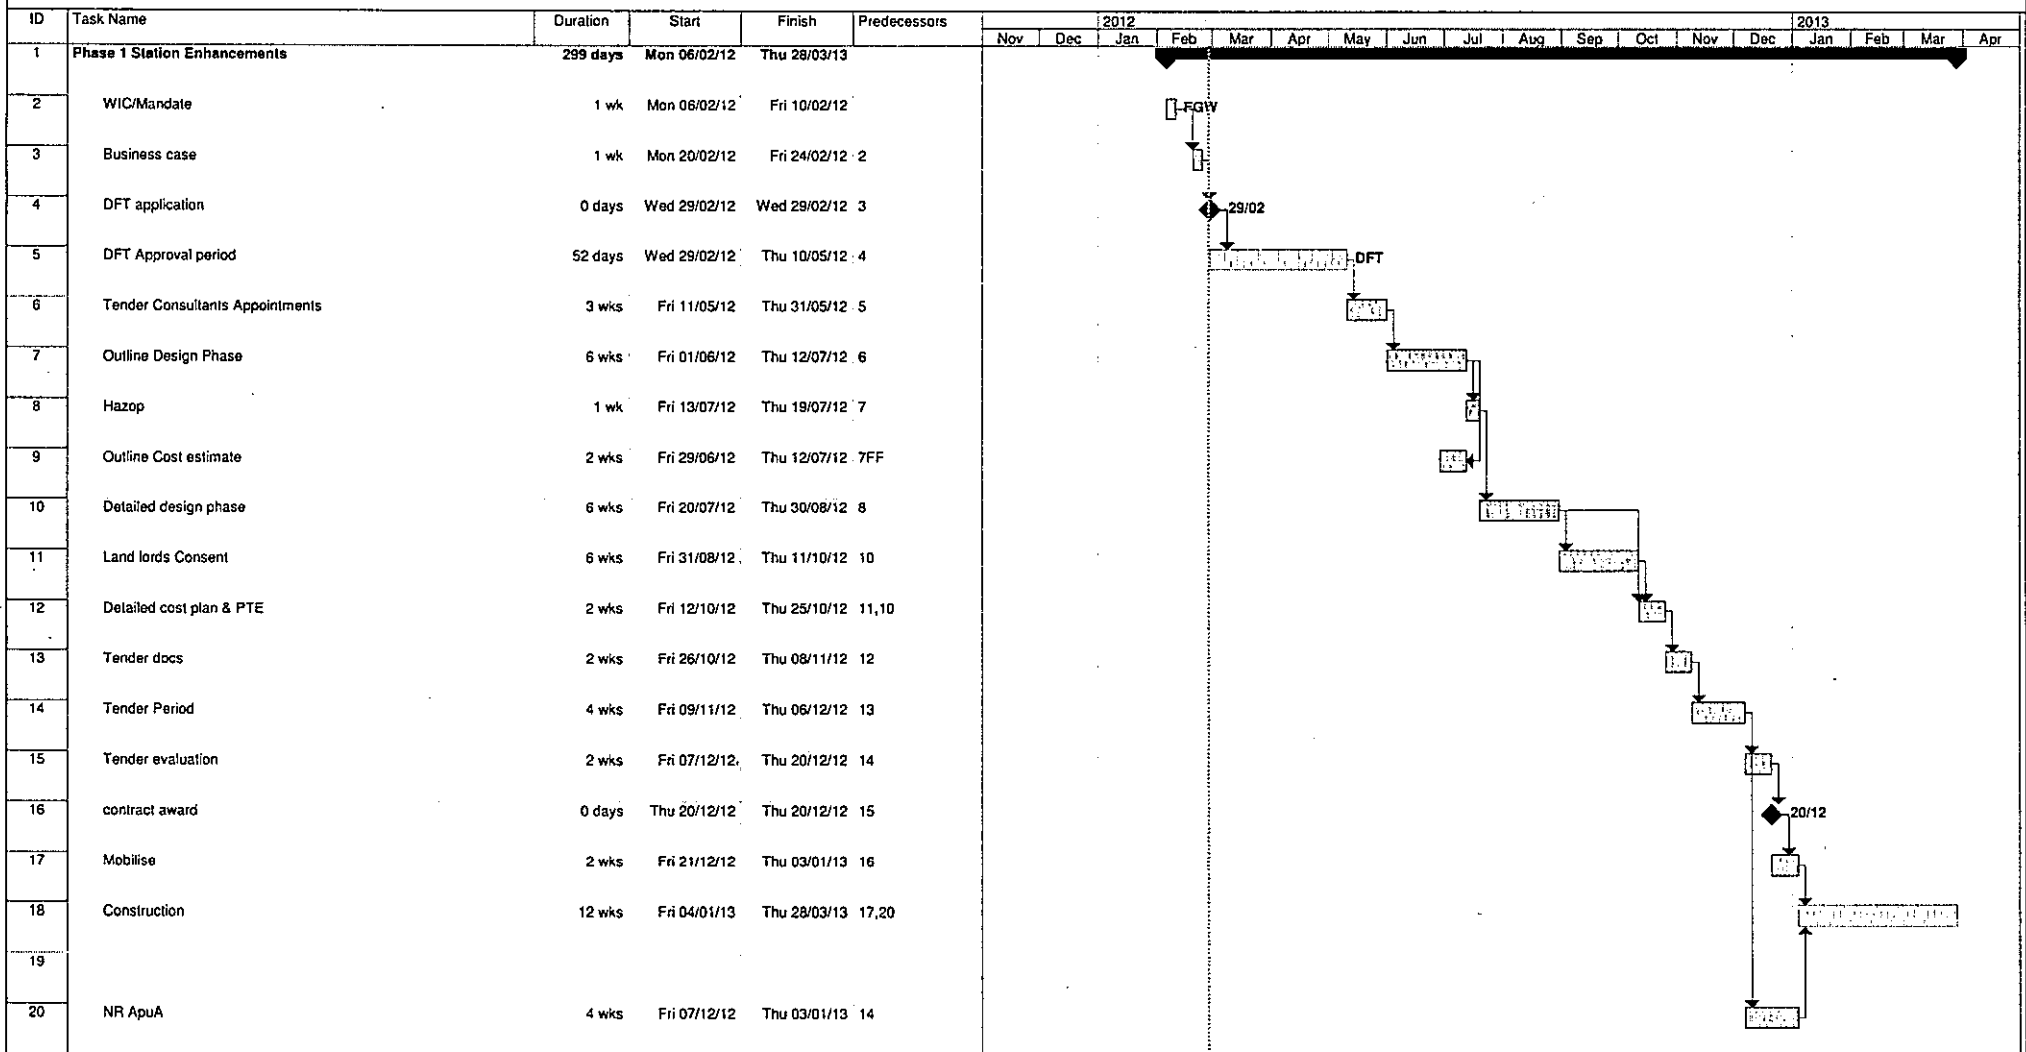 ID Task Name Duration Start Finish Predecessors 2012 2013
Nov Dec Jan Feb Mar Apr May Jun Jul Aug Sep Oct Nov Dec Jan Feb Mar Apr
1 Phase 1 Station Enhancements 299 days Mon 06/02/12 Thu 28/03/13
2 WIC/Mandate 1 wk Mon 06/02/12 Fri 10/02/12 FGW
3 Business case 1 wk Mon 20/02/12 Fri 24/02/12 2
4 DFT application 0 days Wed 29/02/12 Wed 29/02/12 3 29/02
5 DFT Approval period 52 days Wed 29/02/12 Thu 10/05/12 4 DFT
6 Tender Consultants Appointments 3 wks Fri 11/05/12 Thu 31/05/12 5
7 Outline Design Phase 6 wks Fri 01/06/12 Thu 12/07/12 6
8 Hazop 1 wk Fri 13/07/12 Thu 19/07/12 7
9 Outline Cost estimate 2 wks Fri 29/06/12 Thu 12/07/12 7FF
10 Detailed design phase 6 wks Fri 20/07/12 Thu 30/08/12 8
11 Land lords Consent 6 wks Fri 31/08/12 Thu 11/10/12 10
12 Detailed cost plan & PTE 2 wks Fri 12/10/12 Thu 25/10/12 11,10
13 Tender docs 2 wks Fri 26/10/12 Thu 08/11/12 12
14 Tender Period 4 wks Fri 09/11/12 Thu 06/12/12 13
15 Tender evaluation 2 wks Fri 07/12/12 Thu 20/12/12 14
16 contract award 0 days Thu 20/12/12 Thu 20/12/12 15 20/12
17 Mobilise 2 wks Fri 21/12/12 Thu 03/01/13 16
18 Construction 12 wks Fri 04/01/13 Thu 28/03/13 17,20
19
20 NR ApuA 4 wks Fri 07/12/12 Thu 03/01/13 14